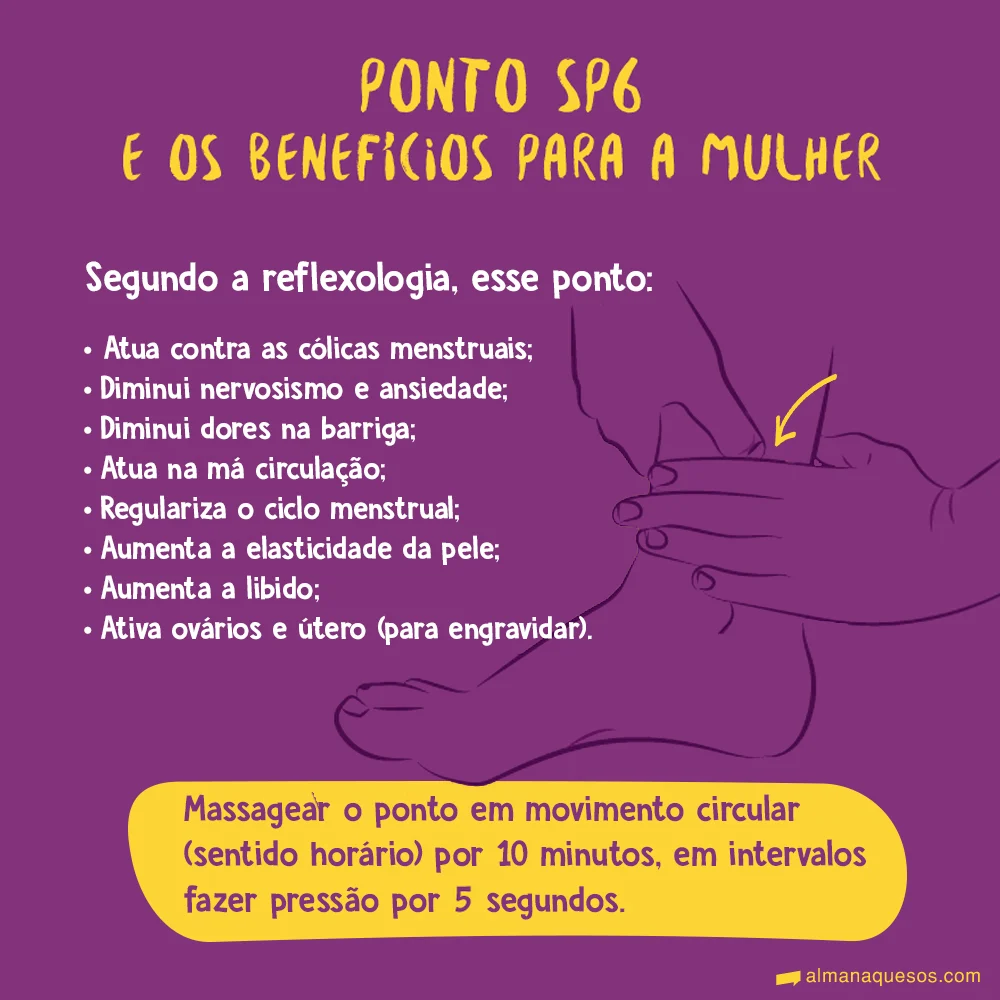 PONTO SP6
E OS BENEFÍCIOS PARA A MULHER
Segundo a reflexologia, esse ponto:
• Atua contra as cólicas menstruais;
• Diminui nervosismo e ansiedade;
• Diminui dores na barriga;
• Atua na má circulação;
• Regulariza o ciclo menstrual;
• Aumenta a elasticidade da pele;
• Aumenta a libido;
• Ativa ovários e útero (para engravidar).
Massagear o ponto em movimento circular
(sentido horário) por 10 minutos, em intervalos
fazer pressão por 5 segundos.
almanaquesos.com